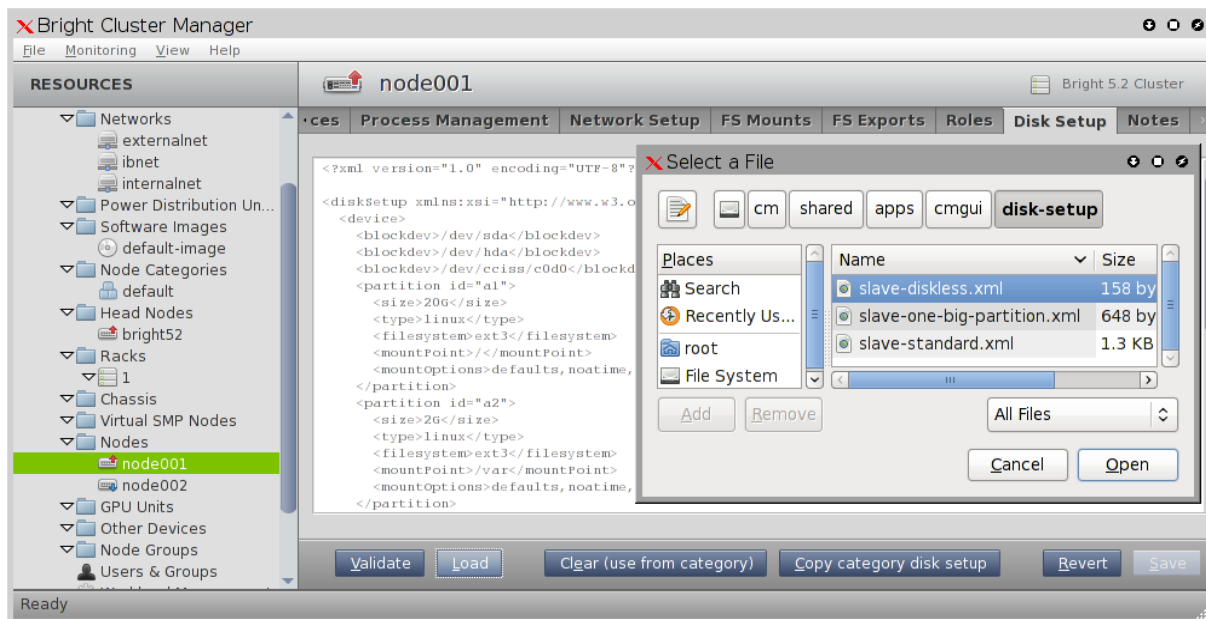 Bright Cluster Manager
File Monitoring View Help
RESOURCES
Networks
externalnet
ibnet
internalnet
Power Distribution Un...
Software Images
default-image
Node Categories
default
Head Nodes
bright52
Racks
1
Chassis
Virtual SMP Nodes
Nodes
node001
node002
GPU Units
Other Devices
Node Groups
Users & Groups
node001
Bright 5.2 Cluster
ces Process Management Network Setup FS Mounts FS Exports Roles Disk Setup Notes
<?xml version="1.0" encoding="UTF-8"?
<diskSetup xmlns:xsi="http://www.w3.o
<device>
<blockdev>/dev/sda</blockdev>
<blockdev>/dev/hda</blockdev>
<blockdev>/dev/cciss/c0d0</blockd
<partition id="a1">
<size>20G</size>
<type>linux</type>
<filesystem>ext3</filesystem>
<mountPoint>/</mountPoint>
<mountOptions>defaults,noatime,
</partition>
<partition id="a2">
<size>2G</size>
<type>linux</type>
<filesystem>ext3</filesystem>
<mountPoint>/var</mountPoint>
<mountOptions>defaults,noatime,
</partition>
Select a File
cm shared apps cmgui disk-setup
Places
Search
Recently Us...
root
File System
Name Size
slave-diskless.xml 158 by
slave-one-big-partition.xml 648 by
slave-standard.xml 1.3 KB
Add Remove
All Files
Cancel Open
Validate Load Clear (use from category) Copy category disk setup Revert Save
Ready